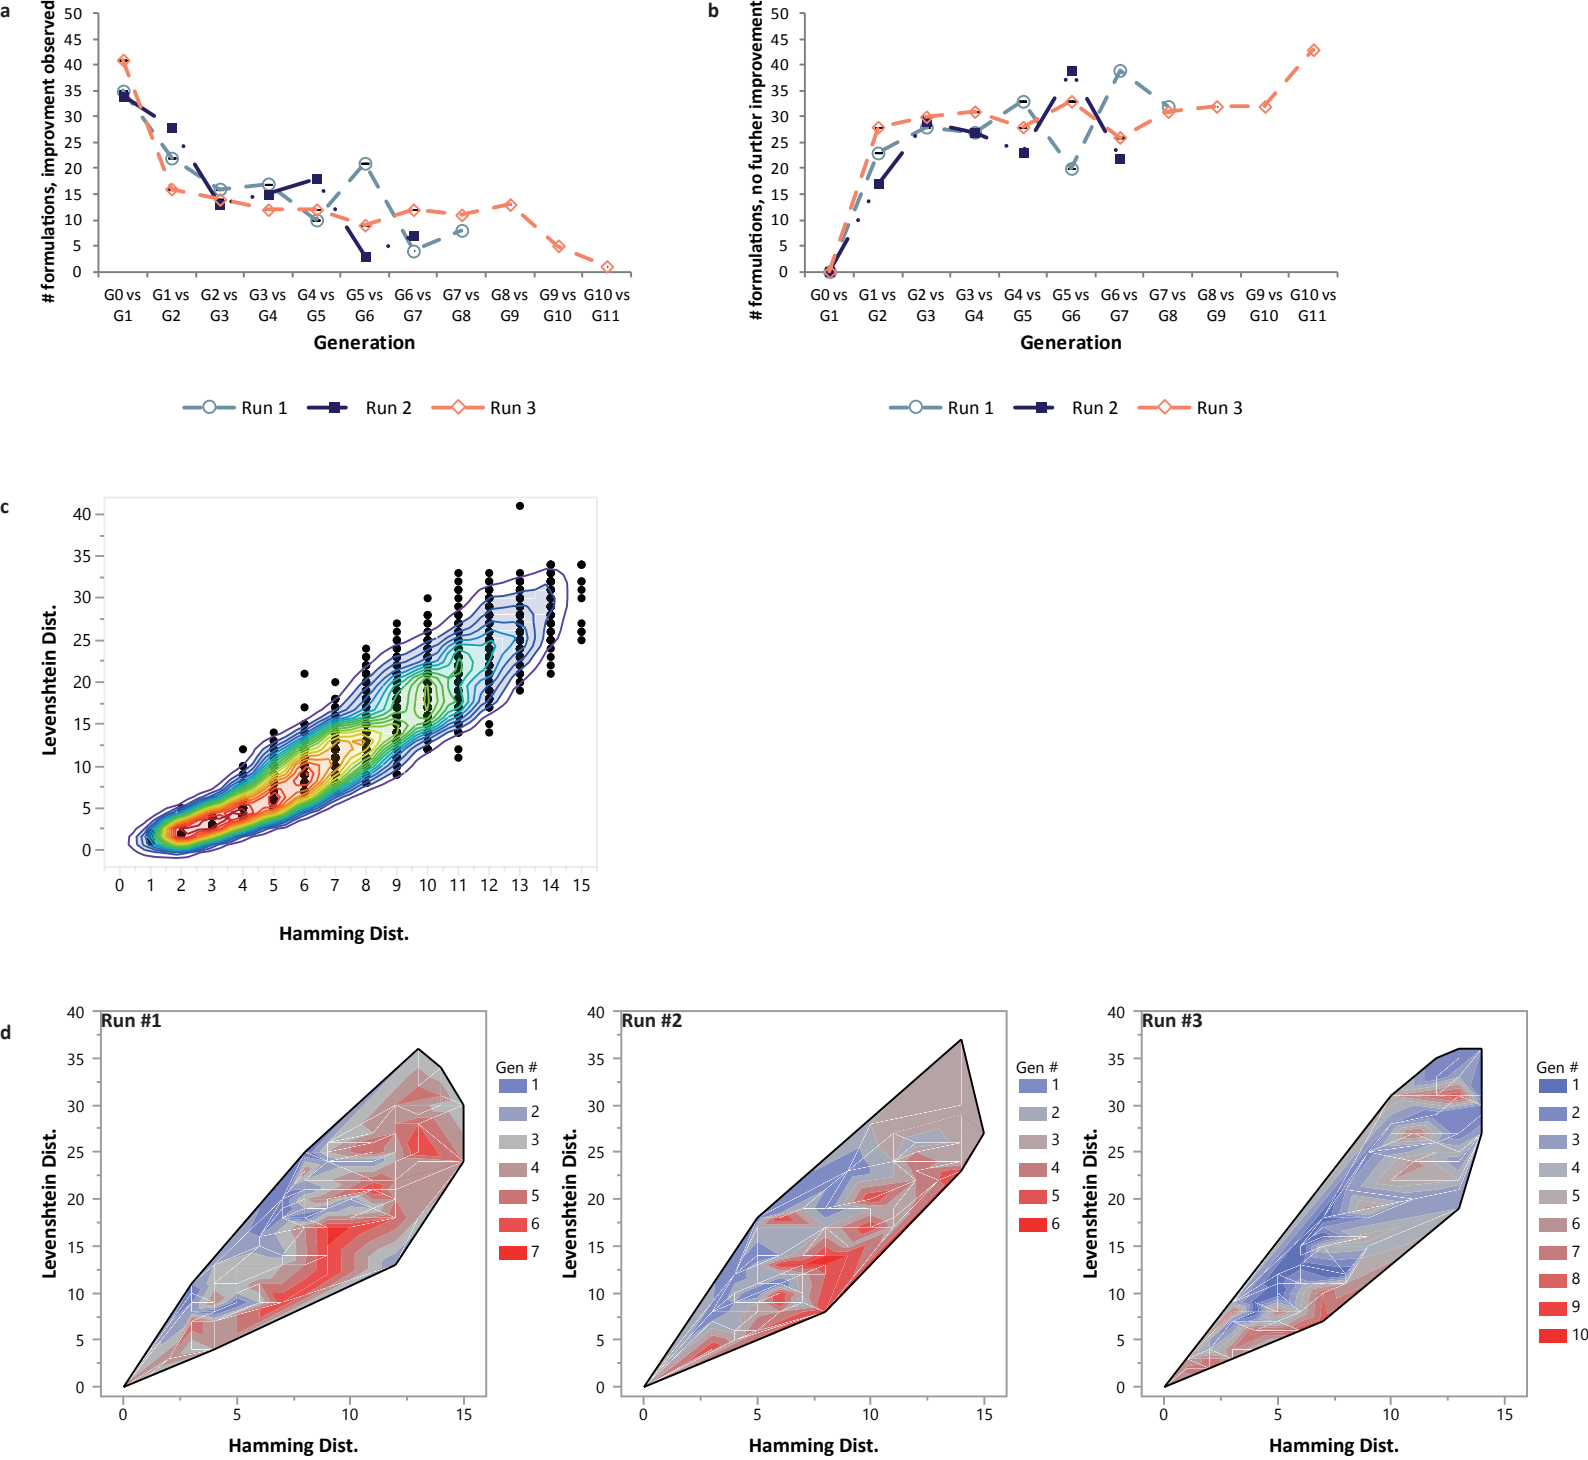 a
# formulations, improvment observed
50
45
40
35
30
25
20
15
10
5
0
G0 vs G1 vs G2 vs G3 vs G4 vs G5 vs G6 vs G7 vs G8 vs G9 vs G10 vs
G1 G2 G3 G4 G5 G6 G7 G8 G9 G10 G11
Generation
Run 1 Run 2 Run 3
b
# formulations, no further improvement
50
45
40
35
30
25
20
15
10
5
0
G0 vs G1 vs G2 vs G3 vs G4 vs G5 vs G6 vs G7 vs G8 vs G9 vs G10 vs
G1 G2 G3 G4 G5 G6 G7 G8 G9 G10 G11
Generation
Run 1 Run 2 Run 3
c
Levenshtein Dist.
40
35
30
25
20
15
10
5
0
0 1 2 3 4 5 6 7 8 9 10 11 12 13 14 15
Hamming Dist.
d
Run #1
Levenshtein Dist.
40
35
30
25
20
15
10
5
0
0 5 10 15
Hamming Dist.
Gen #
1
2
3
4
5
6
7
Run #2
Levenshtein Dist.
40
35
30
25
20
15
10
5
0
0 5 10 15
Hamming Dist.
Gen #
1
2
3
4
5
6
Run #3
Levenshtein Dist.
40
35
30
25
20
15
10
5
0
0 5 10 15
Hamming Dist.
Gen #
1
2
3
4
5
6
7
8
9
10